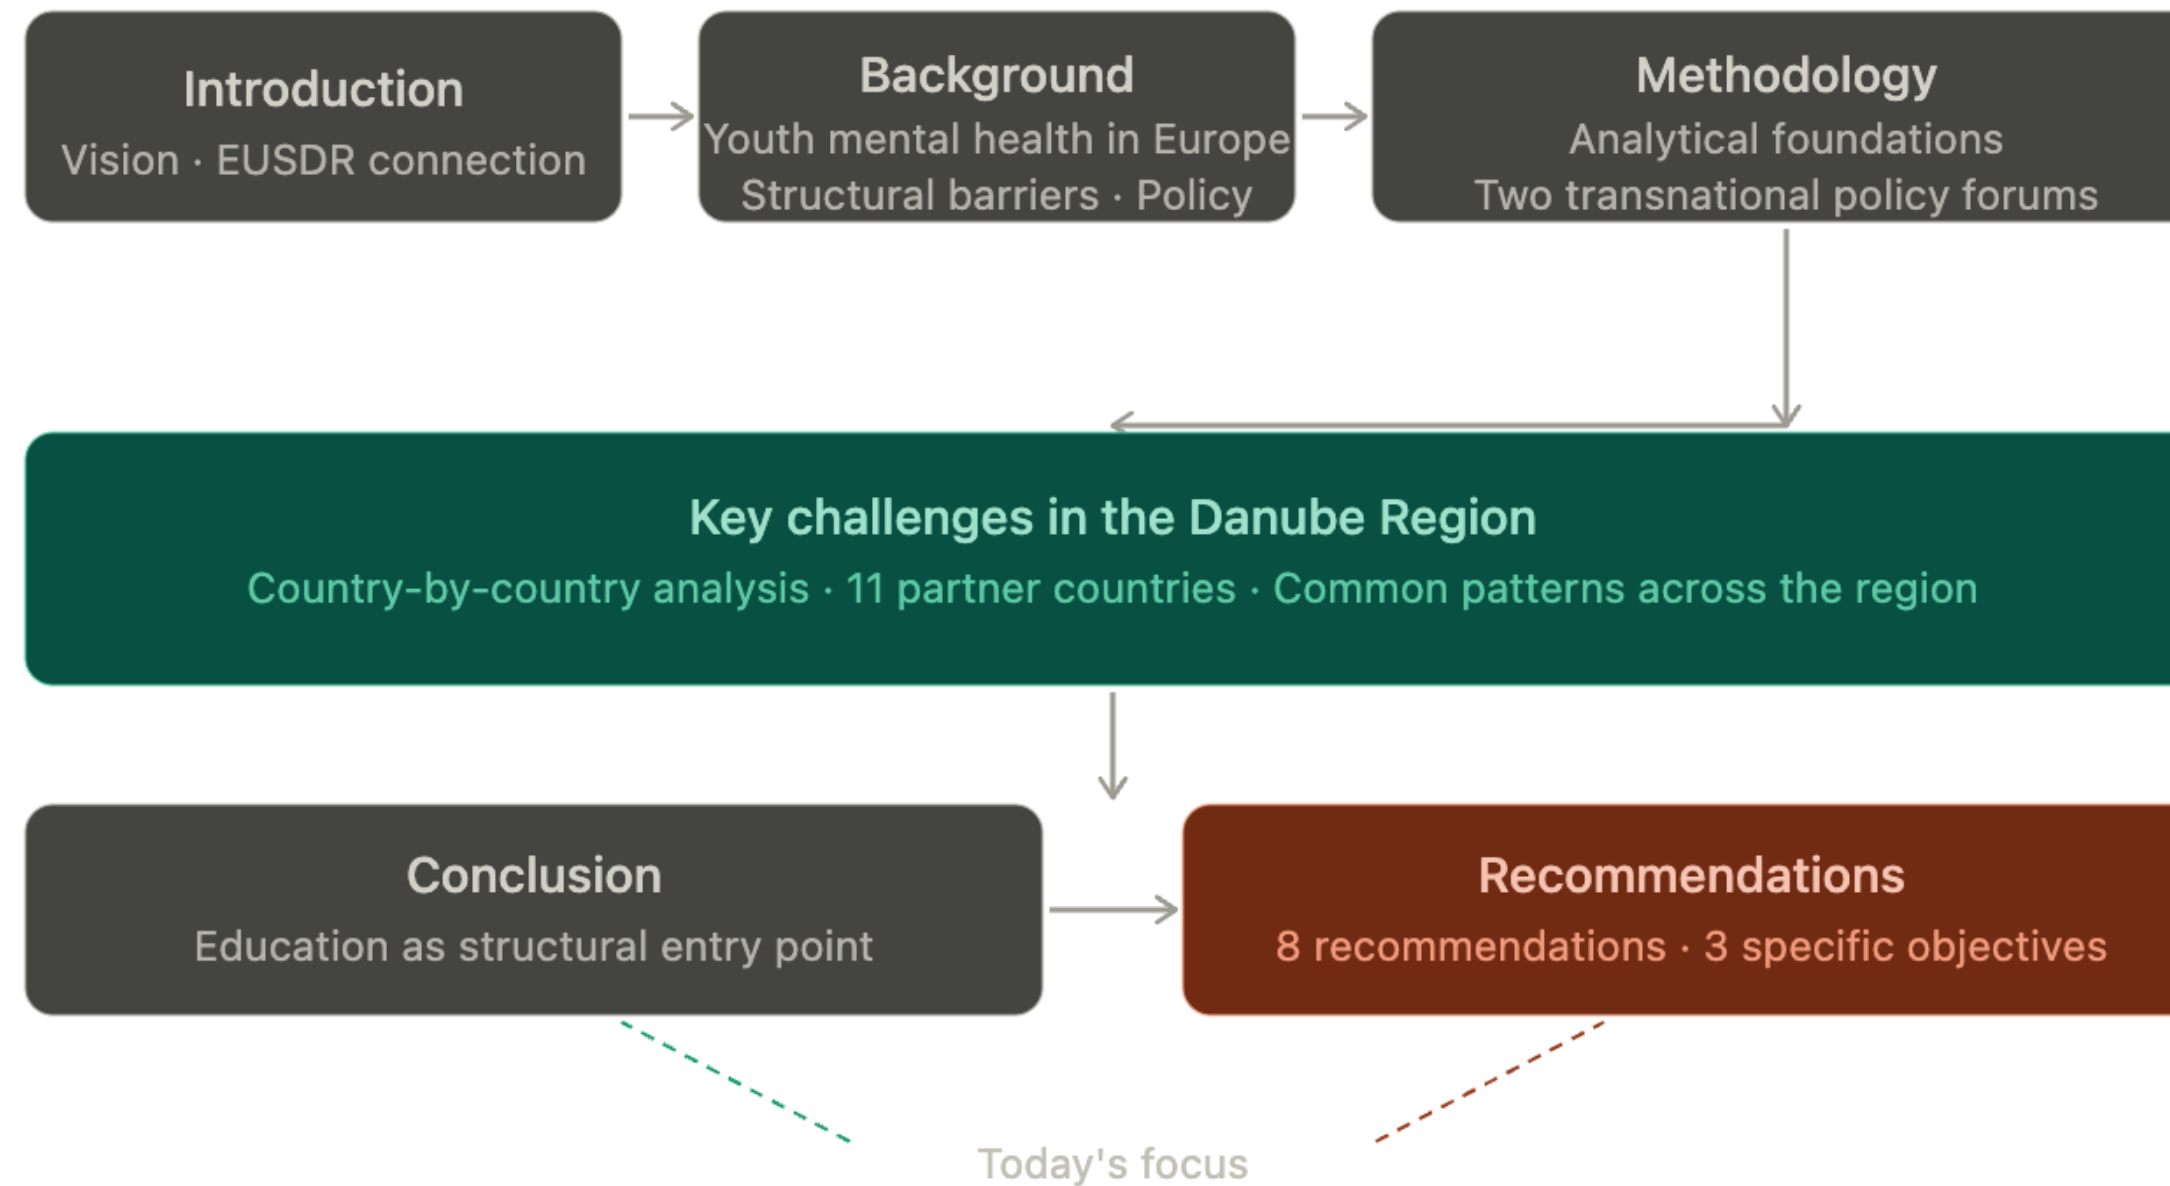 Introduction
Vision · EUSDR connection
Background
Youth mental health in Europe
Structural barriers · Policy
Methodology
Analytical foundations
Two transnational policy forums
Key challenges in the Danube Region
Country-by-country analysis · 11 partner countries · Common patterns across the region
Conclusion
Education as structural entry point
Recommendations
8 recommendations · 3 specific objectives
Today's focus